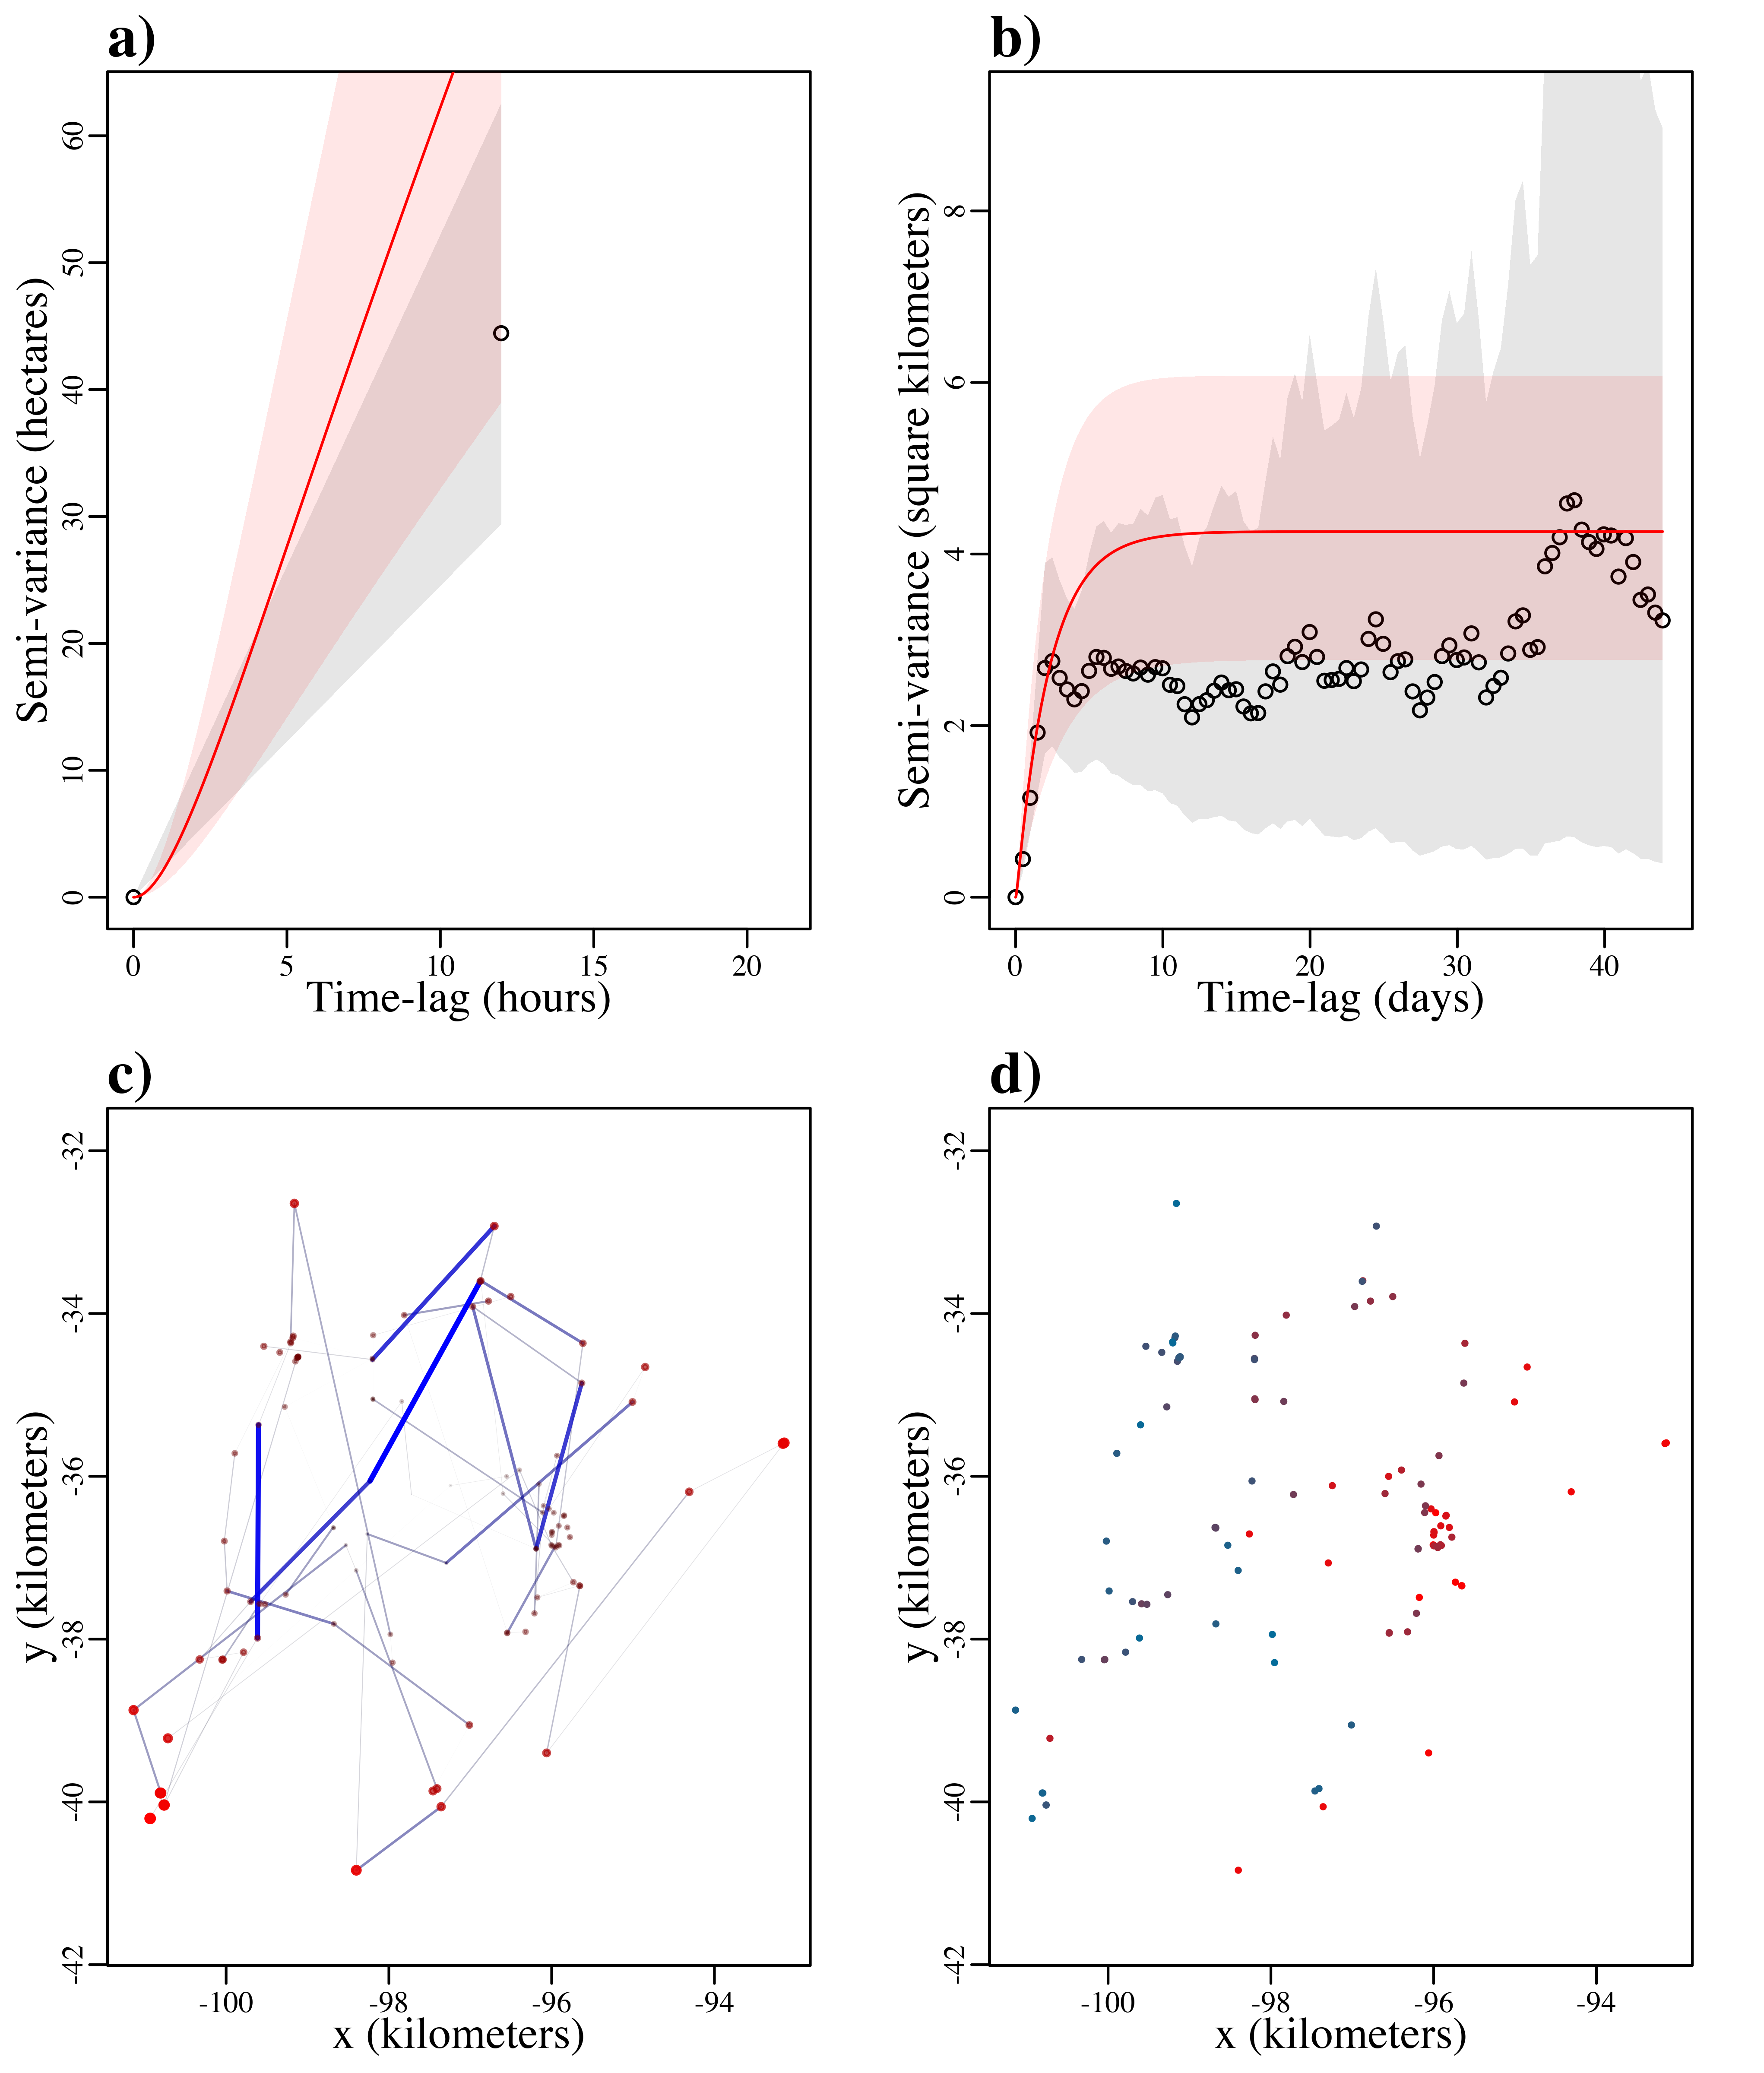 a)
Semi-variance (hectares)
0 10 20 30 40 50 60
0 5 10 15 20
Time-lag (hours)
b)
Semi-variance (square kilometers)
0 2 4 6 8
0 10 20 30 40
Time-lag (days)
c)
y (kilometers)
-42 -40 -38 -36 -34 -32
-100 -98 -96 -94
x (kilometers)
d)
y (kilometers)
-42 -40 -38 -36 -34 -32
-100 -98 -96 -94
x (kilometers)